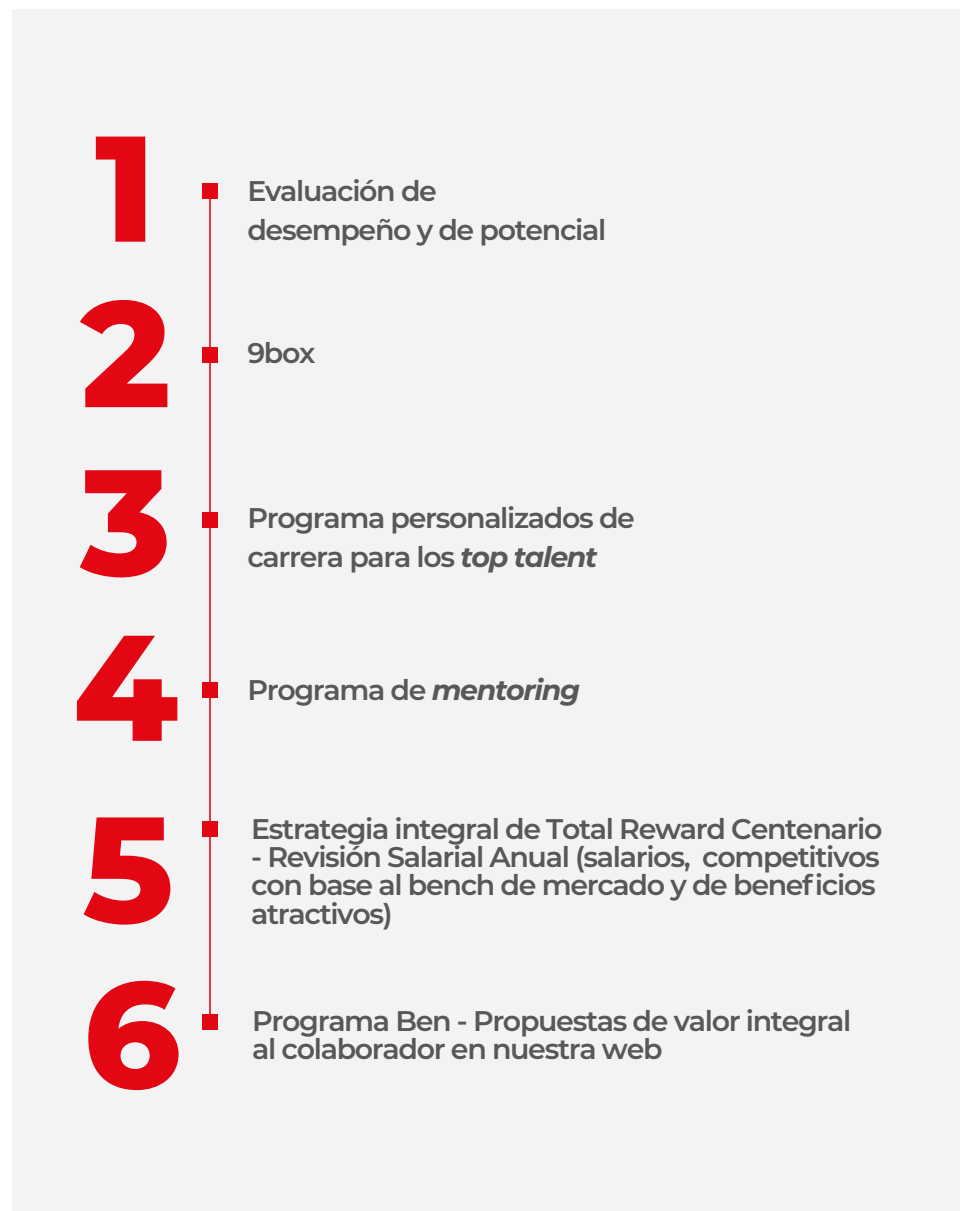 1
Evaluación de
desempeño y de potencial
2
9box
3
Programa personalizados de
carrera para los top talent
4
Programa de mentoring
5
Estrategia integral de Total Reward Centenario
- Revisión Salarial Anual (salarios, competitivos
con base al bench de mercado y de beneficios
atractivos)
6
Programa Ben - Propuestas de valor integral
al colaborador en nuestra web